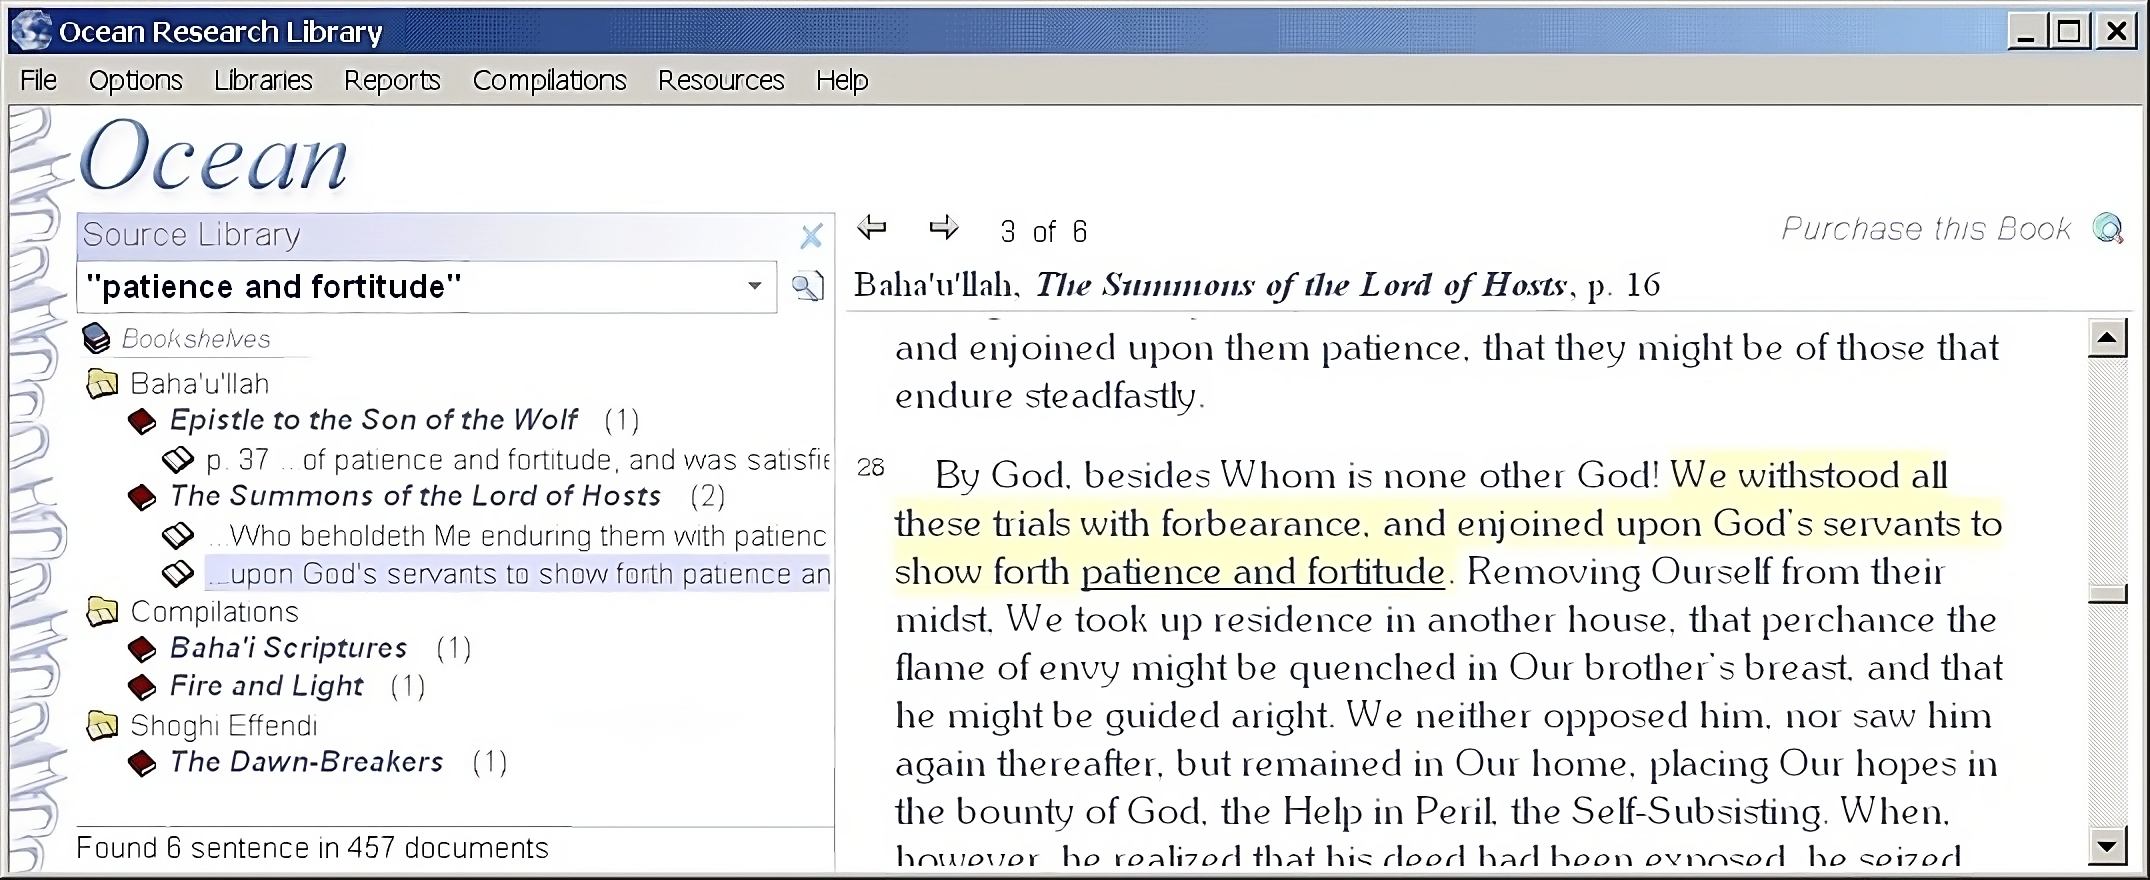 Ocean Research Library
File Options Libraries Reports Compilations Resources Help
Ocean
Source Library
"patience and fortitude"
Bookshelves
Baha'u'llah
Epistle to the Son of the Wolf (1)
p. 37 ...of patience and fortitude, and was satisfie
The Summons of the Lord of Hosts (2)
...Who beholdeth Me enduring them with patienc
...upon God's servants to show forth patience an
Compilations
Baha'i Scriptures (1)
Fire and Light (1)
Shoghi Effendi
The Dawn-Breakers (1)
Found 6 sentence in 457 documents
3 of 6
Purchase this Book
Baha'u'llah, The Summons of the Lord of Hosts, p. 16
and enjoined upon them patience, that they might be of those that
endure steadfastly.
28 By God, besides Whom is none other God! We withstood all
these trials with forbearance, and enjoined upon God's servants to
show forth patience and fortitude. Removing Ourself from their
midst, We took up residence in another house, that perchance the
flame of envy might be quenched in Our brother's breast, and that
he might be guided aright. We neither opposed him, nor saw him
again thereafter, but remained in Our home, placing Our hopes in
the bounty of God, the Help in Peril, the Self-Subsisting. When,
however, he realized that his deed had been exposed, he seized